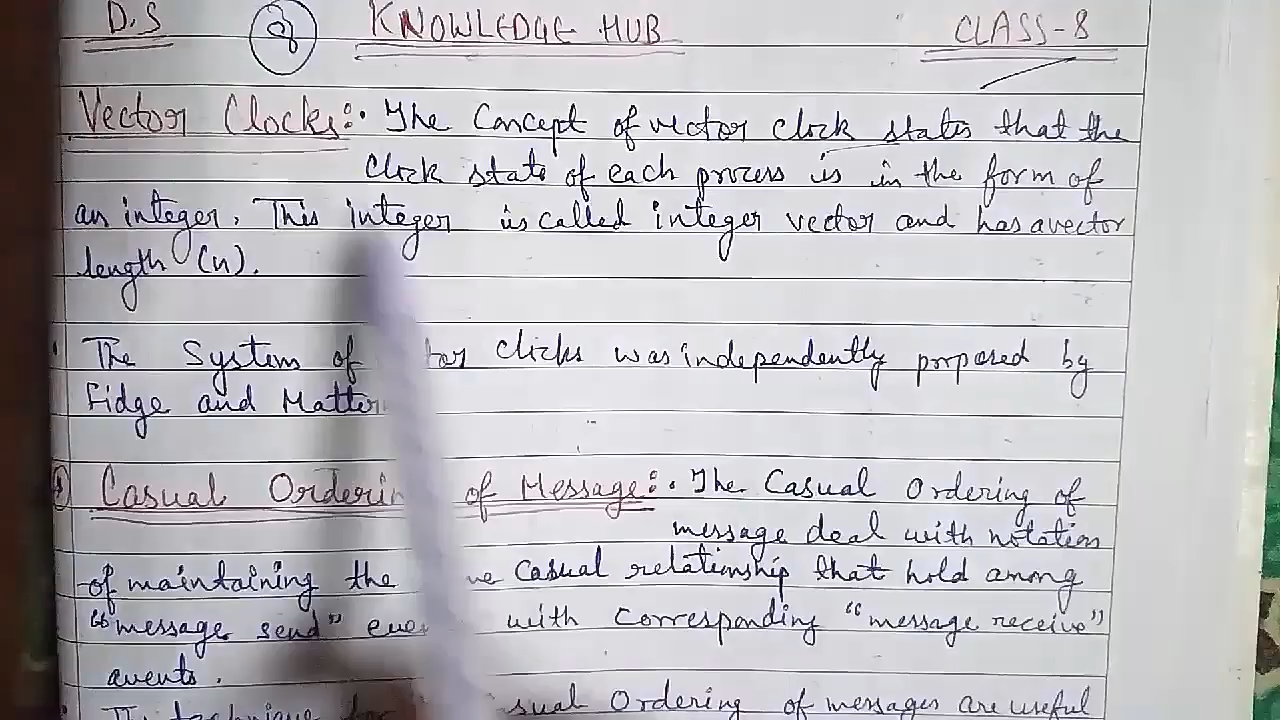 D.S KNOWLEDGE HUB CLASS-8
Vector Clocks:• The Concept of vector clock states that the
clock state of each process is in the form of
an integer. This integer is called integer vector and has a vector
length (n).
• The System of clicks was independently proposed by
Fidge and Matter
Casual Ordering of Message:• The Casual Ordering of
message deal with notation
of maintaining the casual relationship that hold among
"message send" with corresponding "message receive"
events.
Ordering of messages are useful